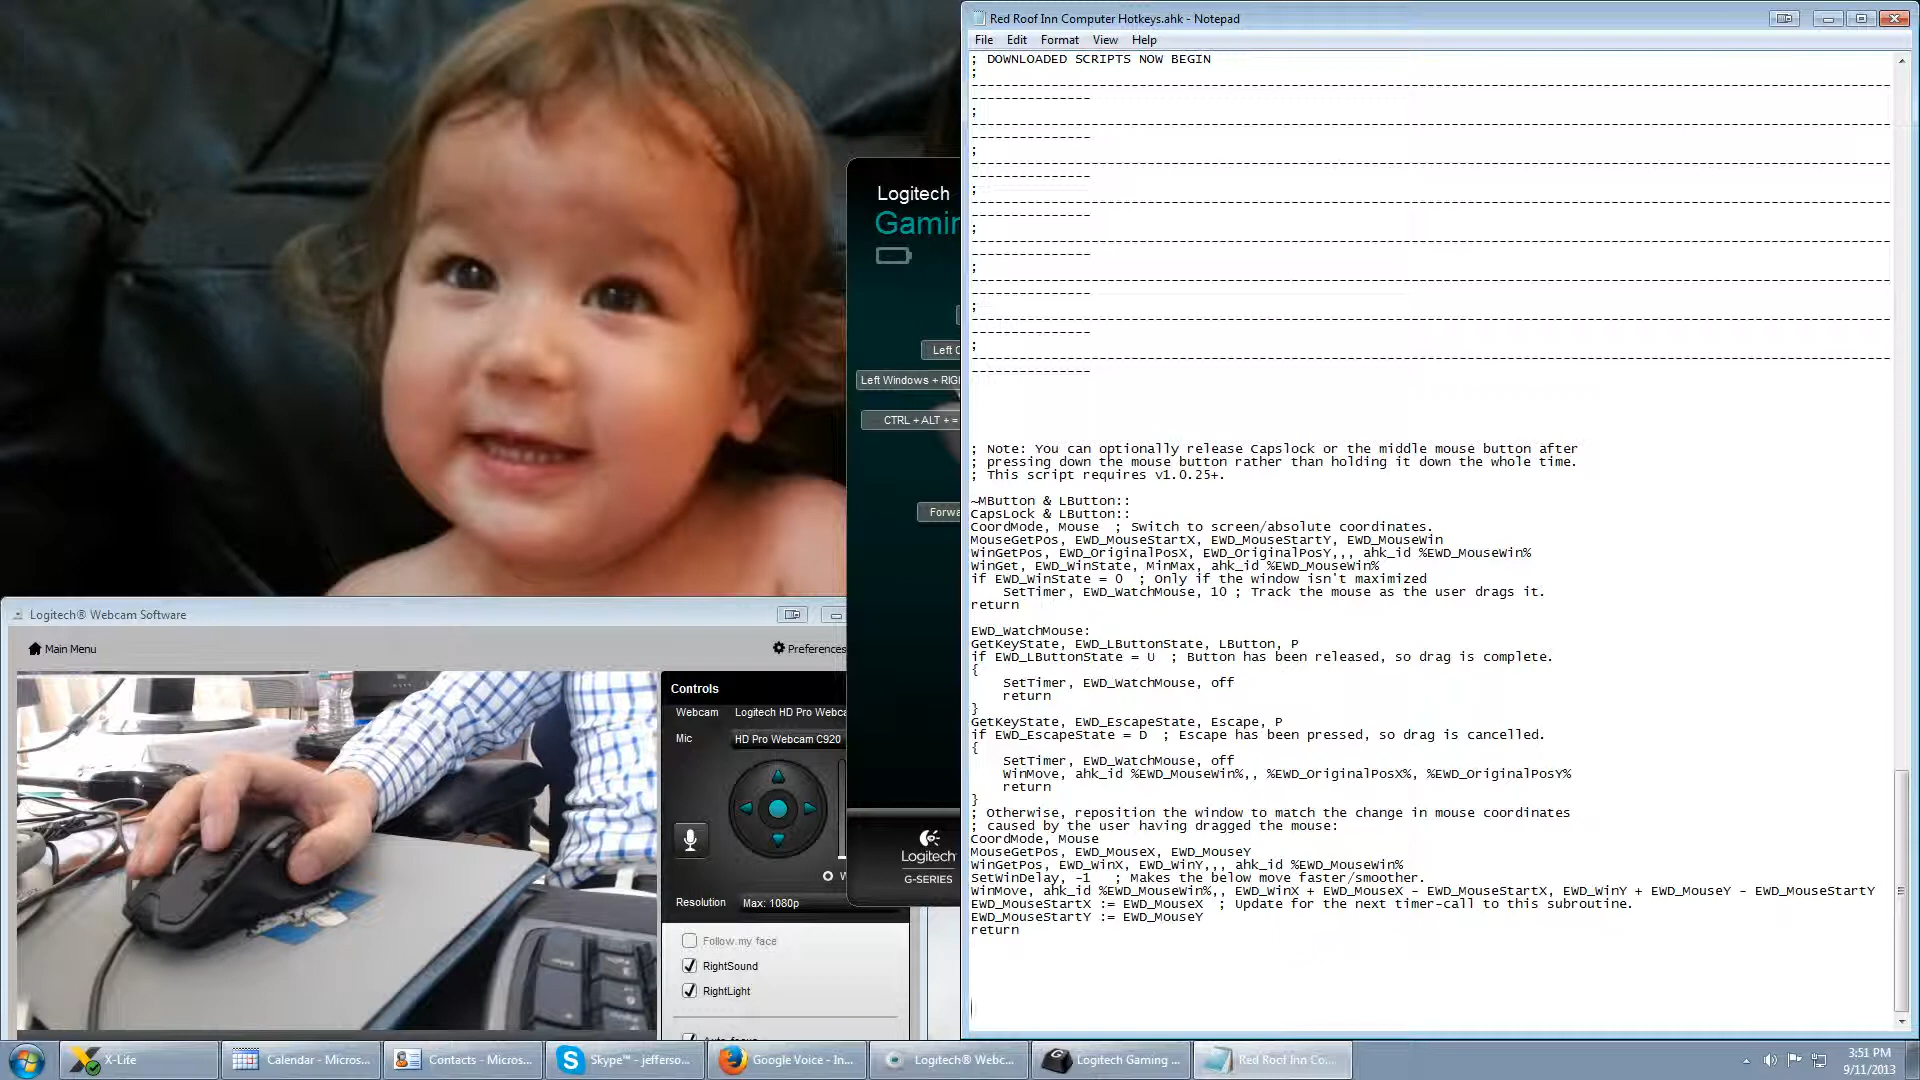 Red Roof Inn Computer Hotkeys.ahk - Notepad
File Edit Format View Help
; DOWNLOADED SCRIPTS NOW BEGIN
;
-------------------------------------------------------------------------------------------------------------------
---------------
;
-------------------------------------------------------------------------------------------------------------------
---------------
;
-------------------------------------------------------------------------------------------------------------------
---------------
;
-------------------------------------------------------------------------------------------------------------------
---------------
;
-------------------------------------------------------------------------------------------------------------------
---------------
;
-------------------------------------------------------------------------------------------------------------------
---------------
;
-------------------------------------------------------------------------------------------------------------------
---------------
;
-------------------------------------------------------------------------------------------------------------------
---------------
; Note: You can optionally release Capslock or the middle mouse button after
; pressing down the mouse button rather than holding it down the whole time.
; This script requires v1.0.25+.
~MButton & LButton::
CapsLock & LButton::
CoordMode, Mouse  ; Switch to screen/absolute coordinates.
MouseGetPos, EWD_MouseStartX, EWD_MouseStartY, EWD_MouseWin
WinGetPos, EWD_OriginalPosX, EWD_OriginalPosY,,, ahk_id %EWD_MouseWin%
WinGet, EWD_WinState, MinMax, ahk_id %EWD_MouseWin%
if EWD_WinState = 0  ; Only if the window isn't maximized
    SetTimer, EWD_WatchMouse, 10 ; Track the mouse as the user drags it.
return
EWD_WatchMouse:
GetKeyState, EWD_LButtonState, LButton, P
if EWD_LButtonState = U  ; Button has been released, so drag is complete.
{
    SetTimer, EWD_WatchMouse, off
    return
}
GetKeyState, EWD_EscapeState, Escape, P
if EWD_EscapeState = D  ; Escape has been pressed, so drag is cancelled.
{
    SetTimer, EWD_WatchMouse, off
    WinMove, ahk_id %EWD_MouseWin%,, %EWD_OriginalPosX%, %EWD_OriginalPosY%
    return
}
; Otherwise, reposition the window to match the change in mouse coordinates
; caused by the user having dragged the mouse:
CoordMode, Mouse
MouseGetPos, EWD_MouseX, EWD_MouseY
WinGetPos, EWD_WinX, EWD_WinY,,, ahk_id %EWD_MouseWin%
SetWinDelay, -1   ; Makes the below move faster/smoother.
WinMove, ahk_id %EWD_MouseWin%,, EWD_WinX + EWD_MouseX - EWD_MouseStartX, EWD_WinY + EWD_MouseY - EWD_MouseStartY
EWD_MouseStartX := EWD_MouseX  ; Update for the next timer-call to this subroutine.
EWD_MouseStartY := EWD_MouseY
return
Logitech
Gamin
Left C
Left Windows + RIG
CTRL + ALT + =
Forwa
Logitech
G-SERIES
Logitech® Webcam Software
Main Menu
Preferences
Controls
Webcam Logitech HD Pro Webca
Mic HD Pro Webcam C920
W
Resolution Max: 1080p
Follow my face
RightSound
RightLight
X-Lite
Calendar - Micros...
Contacts - Micros...
Skype™ - jefferso...
Google Voice - In...
Logitech® Webc...
Logitech Gaming ...
Red Roof Inn Co...
3:51 PM
9/11/2013